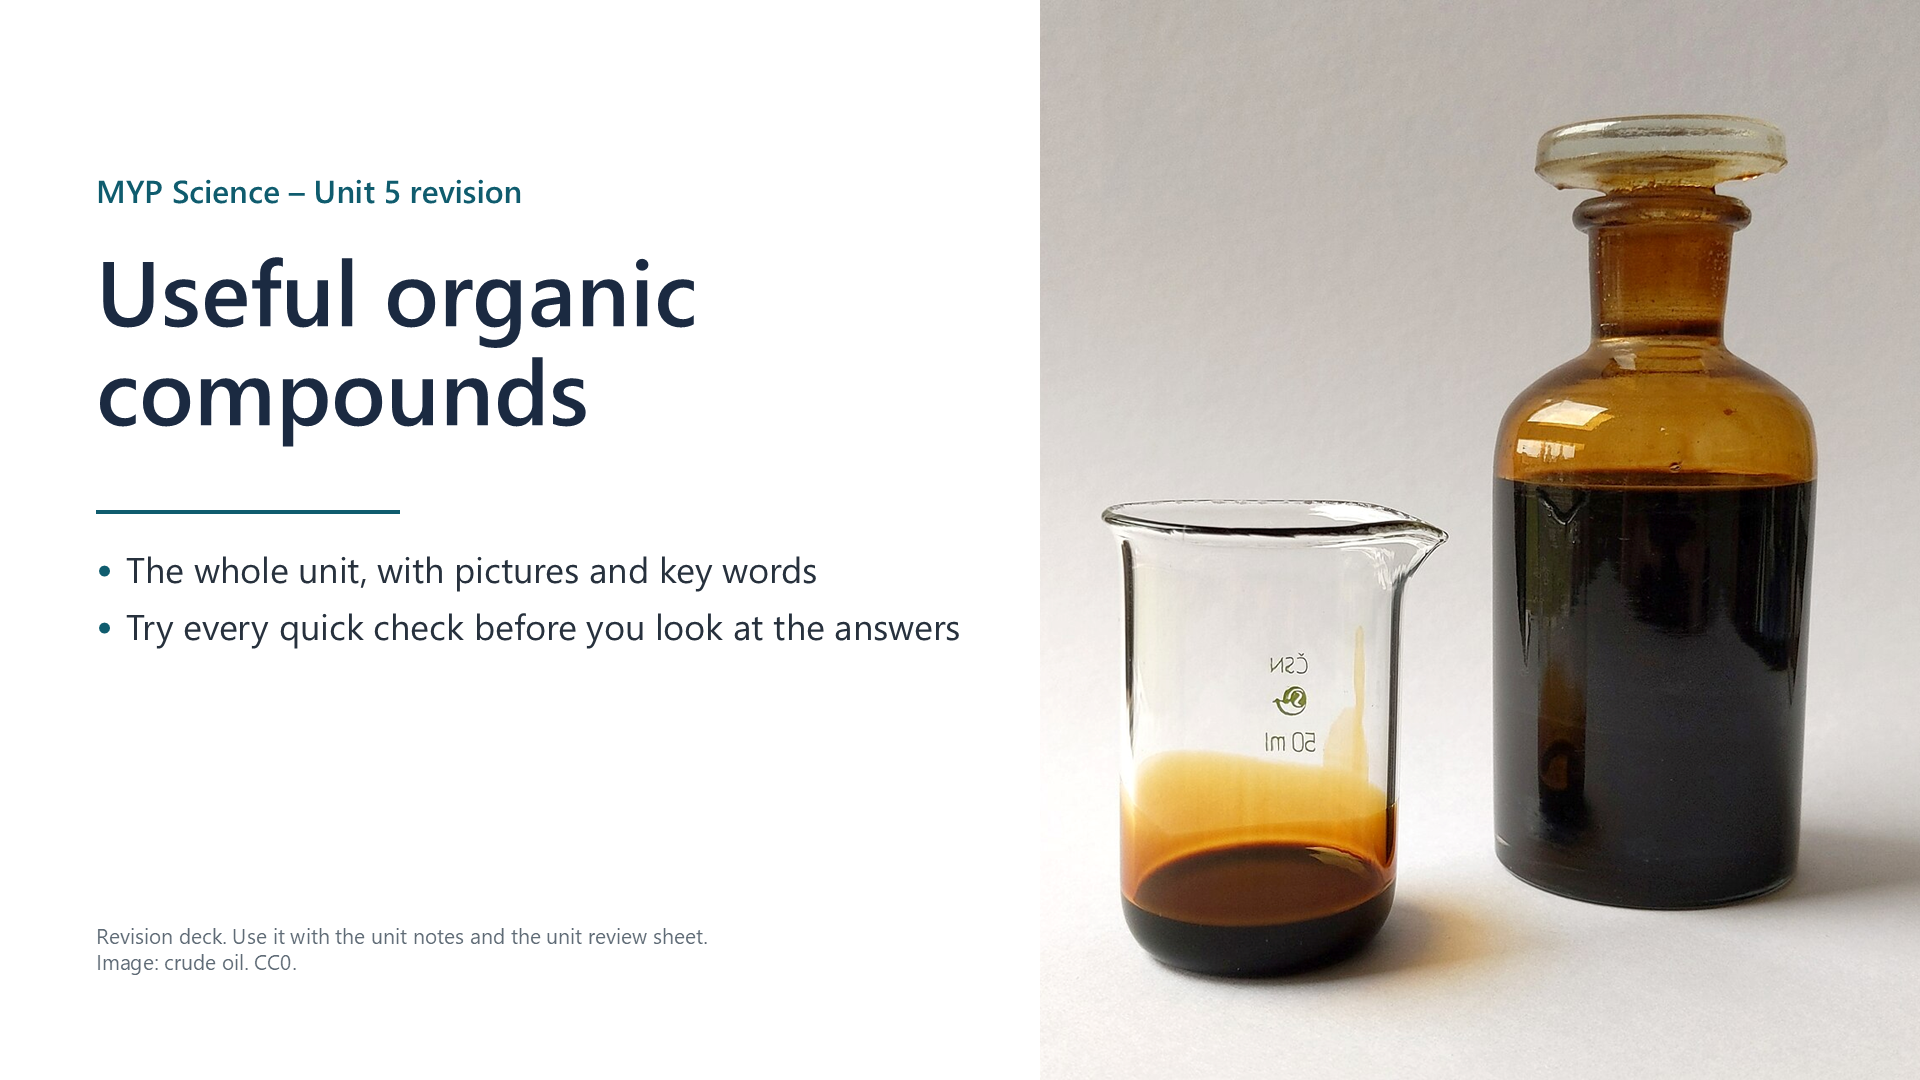 MYP Science – Unit 5 revision
Useful organic
compounds
• The whole unit, with pictures and key words
• Try every quick check before you look at the answers
Revision deck. Use it with the unit notes and the unit review sheet.
Image: crude oil. CC0.
ČSN
50 ml